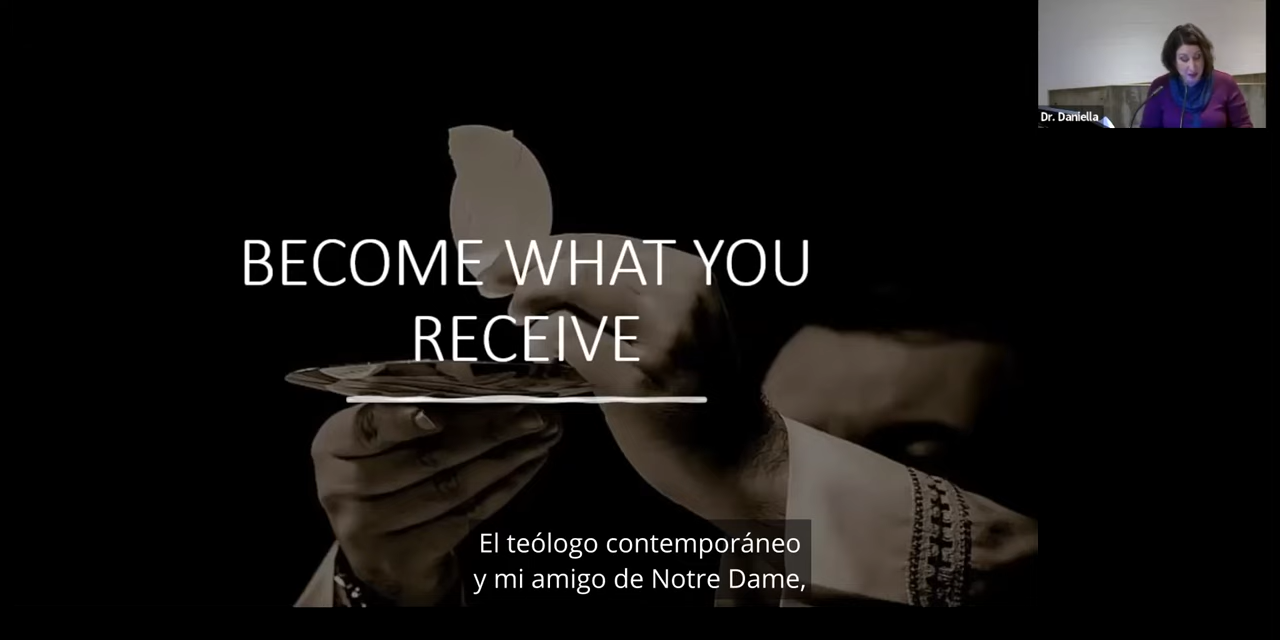 Dr. Daniella
BECOME WHAT YOU
RECEIVE
El teólogo contemporáneo
y mi amigo de Notre Dame,